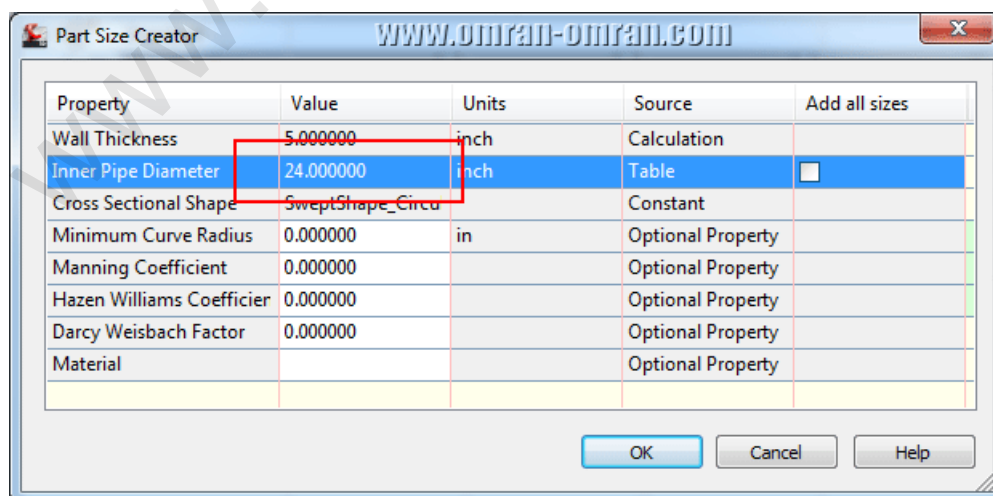 Part Size Creator
www.omran-omran.com
Property Value Units Source Add all sizes
Wall Thickness 5.000000 inch Calculation
Inner Pipe Diameter 24.000000 inch Table
Cross Sectional Shape SweptShape_Circu Constant
Minimum Curve Radius 0.000000 in Optional Property
Manning Coefficient 0.000000 Optional Property
Hazen Williams Coefficier 0.000000 Optional Property
Darcy Weisbach Factor 0.000000 Optional Property
Material Optional Property
OK Cancel Help
www.